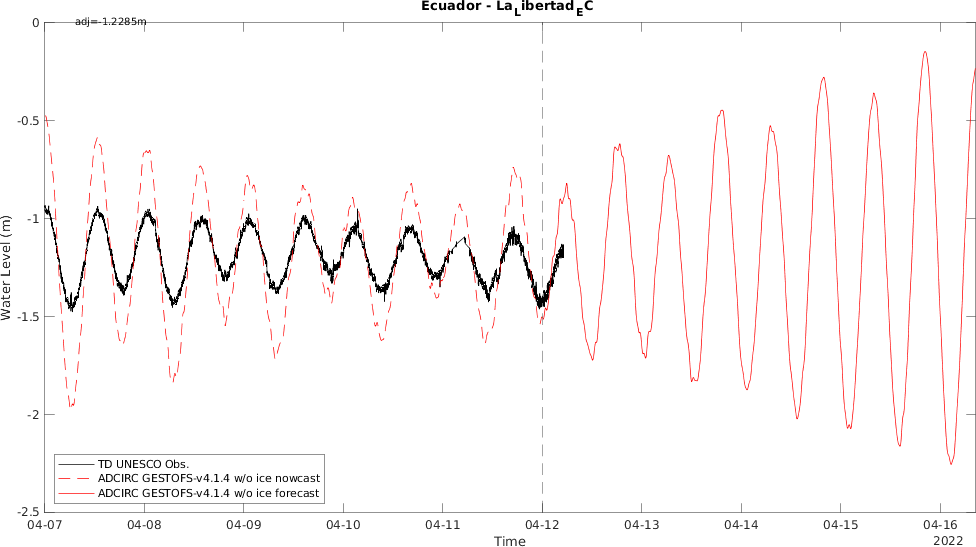 Ecuador - LaLibertadEC
adj=-1.2285m
0
-0.5
-1
-1.5
-2
-2.5
Water Level (m)
TD UNESCO Obs.
ADCIRC GESTOFS-v4.1.4 w/o ice nowcast
ADCIRC GESTOFS-v4.1.4 w/o ice forecast
04-07 04-08 04-09 04-10 04-11 04-12 04-13 04-14 04-15 04-16
Time
2022